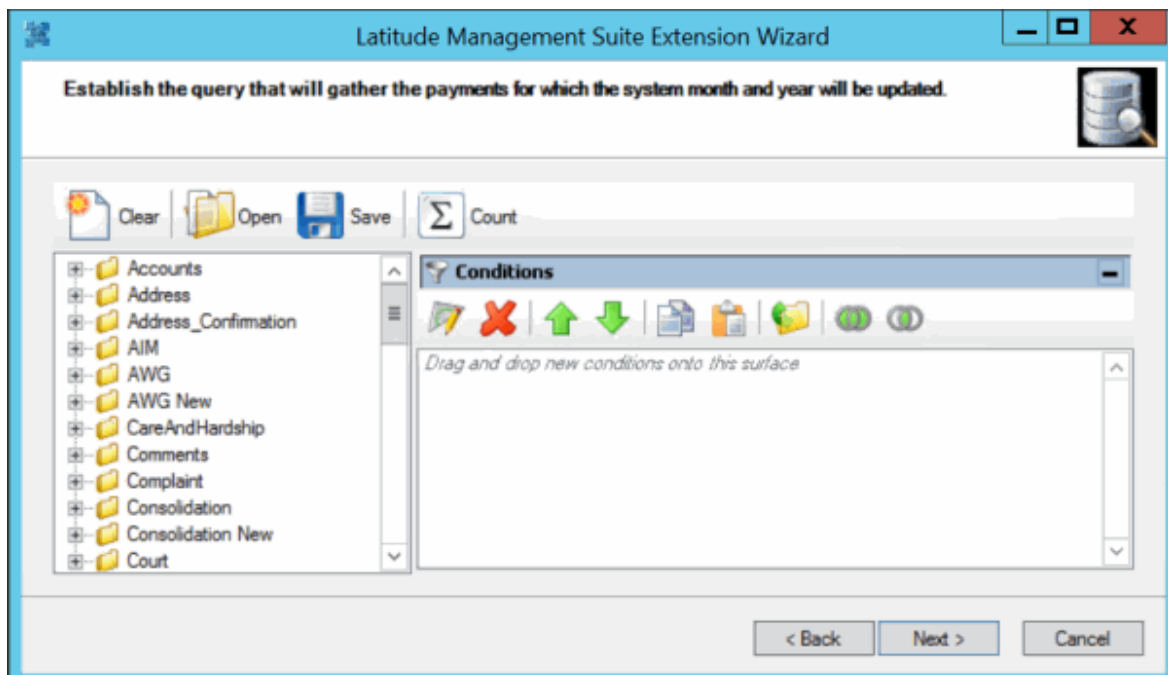 Latitude Management Suite Extension Wizard
Establish the query that will gather the payments for which the system month and year will be updated.
Clear Open Save Σ Count
Accounts
Address
Address_Confirmation
AIM
AWG
AWG New
CareAndHardship
Comments
Complaint
Consolidation
Consolidation New
Court
Conditions
Drag and drop new conditions onto this surface
< Back Next > Cancel